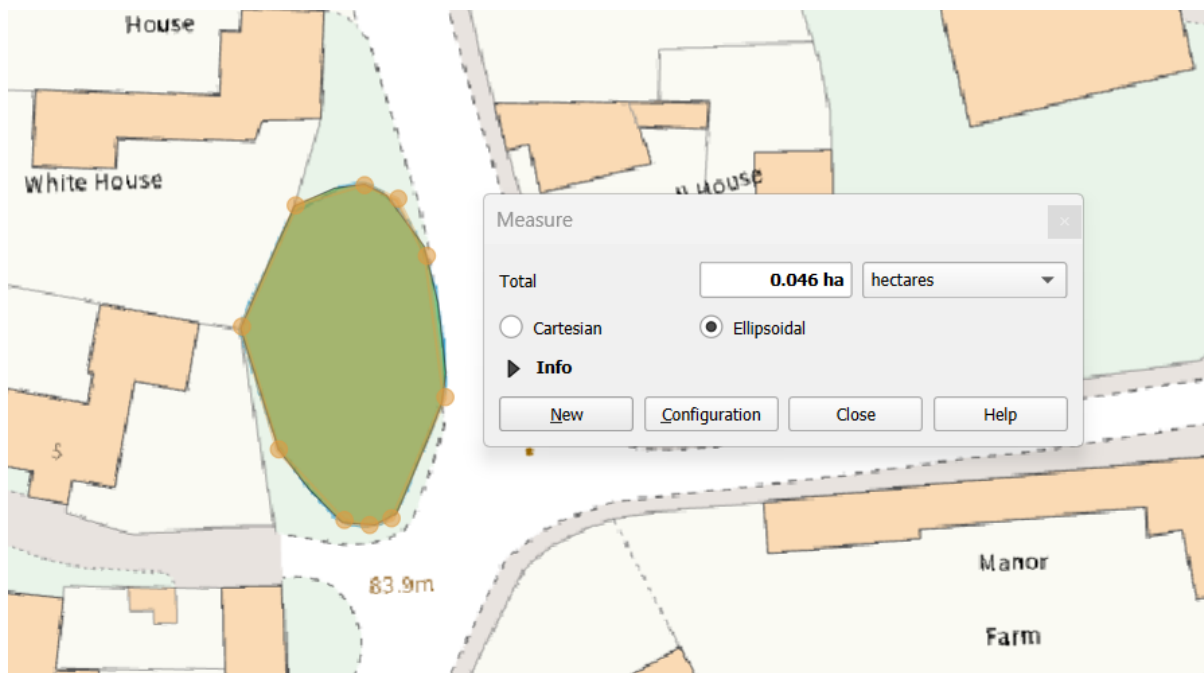 House
White House
House
Measure
Total
0.046 ha
hectares
Cartesian
Ellipsoidal
Info
New
Configuration
Close
Help
5
83.9m
Manor
Farm